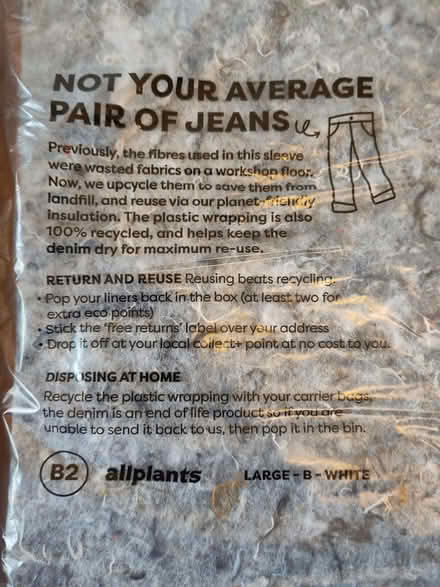 NOT YOUR AVERAGE
PAIR OF JEANS
Previously, the fibres used in this sleeve
were wasted fabrics on a workshop floor.
Now, we upcycle them to save them from
landfill, and reuse via our planet-friendly
insulation. The plastic wrapping is also
100% recycled, and helps keep the
denim dry for maximum re-use.
RETURN AND REUSE Reusing beats recycling:
• Pop your liners back in the box (at least two for
extra eco points)
• Stick the 'free returns' label over your address
• Drop it off at your local collect+ point at no cost to you.
DISPOSING AT HOME
Recycle the plastic wrapping with your carrier bags,
the denim is an end of life product so if you are
unable to send it back to us, then pop it in the bin.
B2 allplants LARGE - B - WHITE